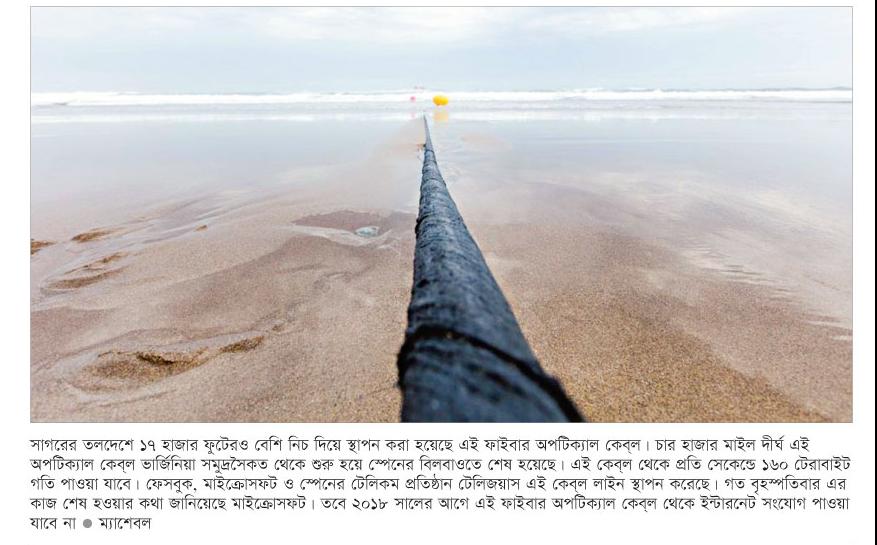 সাগরের তলদেশে ১৭ হাজার ফুটেরও বেশি নিচ দিয়ে স্থাপন করা হয়েছে এই ফাইবার অপটিক্যাল কেব্‌ল। চার হাজার মাইল দীর্ঘ এই
অপটিক্যাল কেব্‌ল ভার্জিনিয়া সমুদ্রসৈকত থেকে শুরু হয়ে স্পেনের বিলবাওতে শেষ হয়েছে। এই কেব্‌ল থেকে প্রতি সেকেন্ডে ১৬০ টেরাবাইট
গতি পাওয়া যাবে। ফেসবুক, মাইক্রোসফট ও স্পেনের টেলিকম প্রতিষ্ঠান টেলিজয়াস এই কেব্‌ল লাইন স্থাপন করেছে। গত বৃহস্পতিবার এর
কাজ শেষ হওয়ার কথা জানিয়েছে মাইক্রোসফট। তবে ২০১৮ সালের আগে এই ফাইবার অপটিক্যাল কেব্‌ল থেকে ইন্টারনেট সংযোগ পাওয়া
যাবে না ● ম্যাশেবল